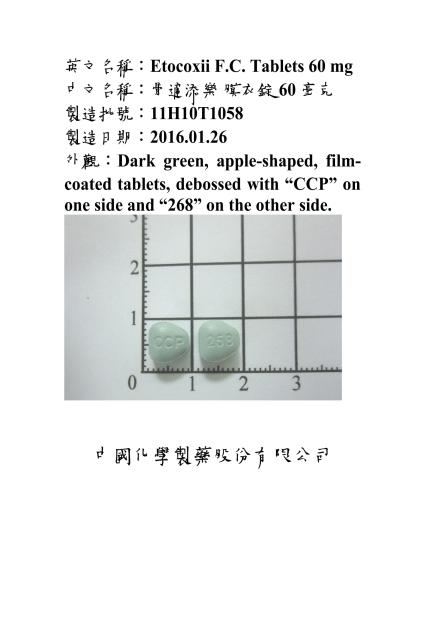 英文名稱：Etocoxii F.C. Tablets 60 mg
中文名稱：骨達添樂 膜衣錠60 毫克
製造批號：11H10T1058
製造日期：2016.01.26
外觀：Dark green, apple-shaped, film-
coated tablets, debossed with “CCP” on
one side and “268” on the other side.
3
2
1
CCP 268
0 1 2 3
中國化學製藥股份有限公司